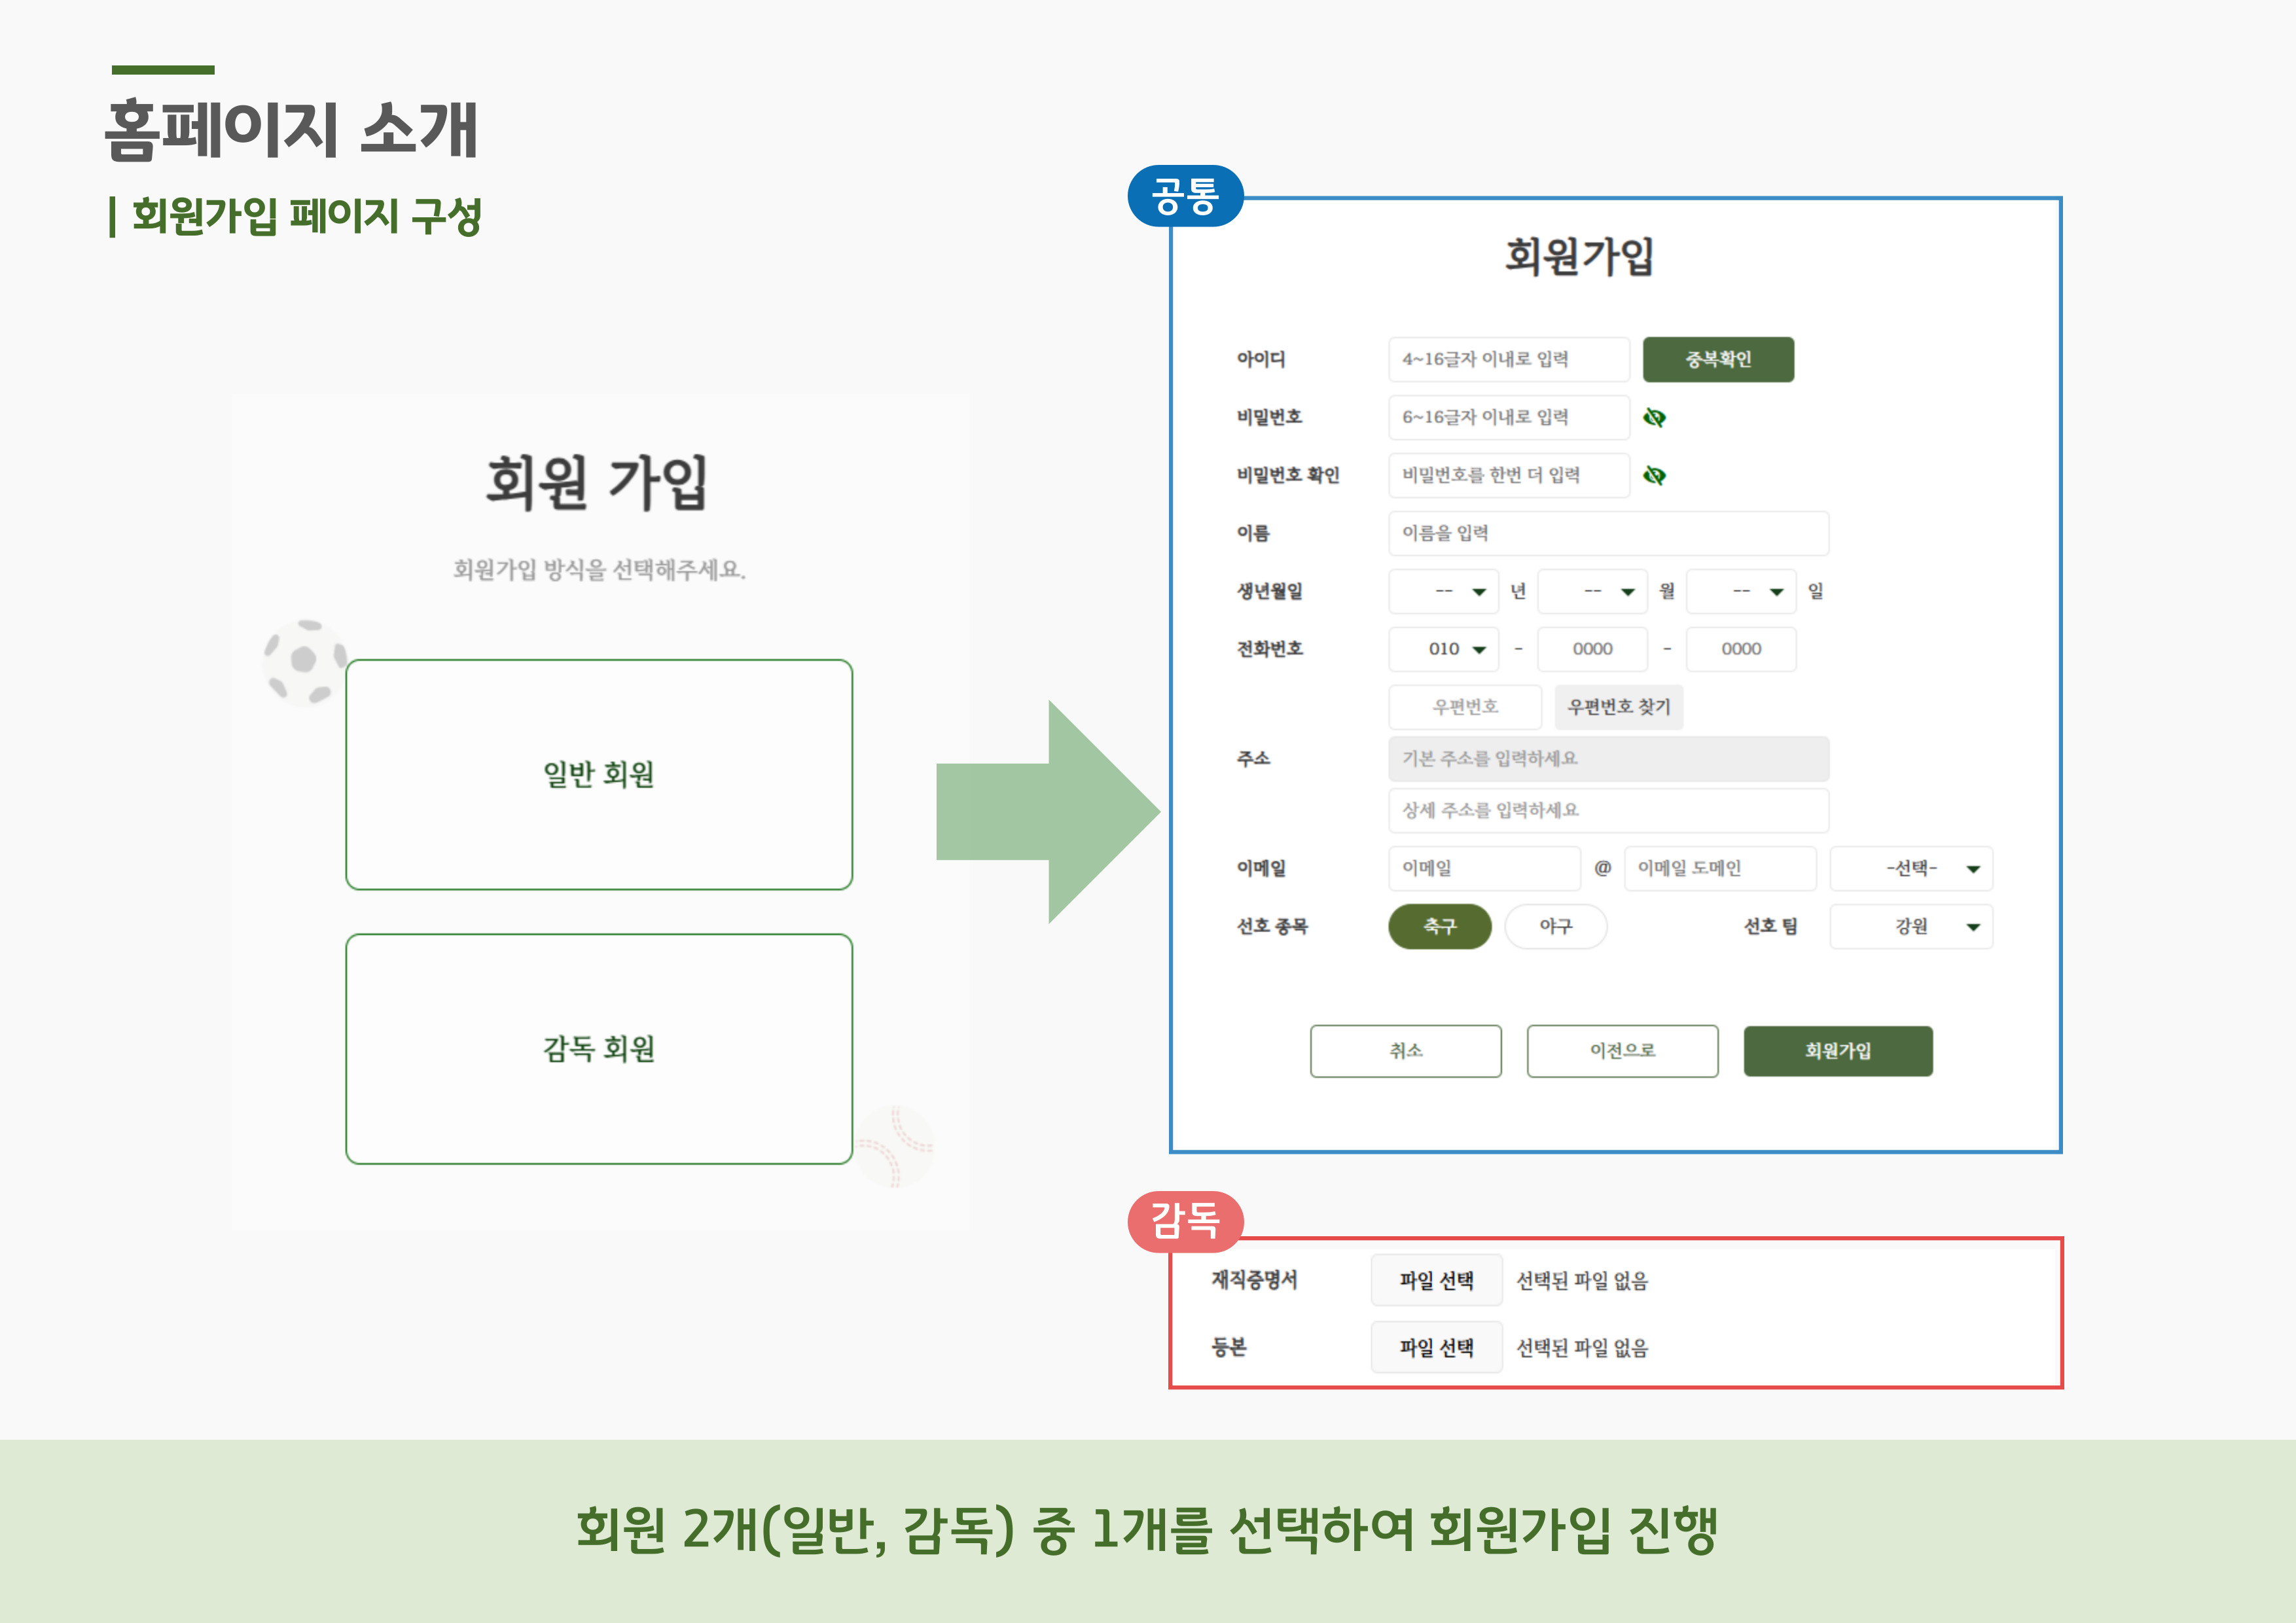 홈페이지 소개
| 회원가입 페이지 구성
회원 가입
회원가입 방식을 선택해주세요.
일반 회원
감독 회원
공통
회원가입
아이디 4~16글자 이내로 입력 중복확인
비밀번호 6~16글자 이내로 입력
비밀번호 확인 비밀번호를 한번 더 입력
이름 이름을 입력
생년월일 -- 년 -- 월 -- 일
전화번호 010 - 0000 - 0000
우편번호 우편번호 찾기
주소 기본 주소를 입력하세요
상세 주소를 입력하세요
이메일 이메일 @ 이메일 도메인 -선택-
선호 종목 축구 야구 선호 팀 강원
취소 이전으로 회원가입
감독
재직증명서 파일 선택 선택된 파일 없음
등본 파일 선택 선택된 파일 없음
회원 2개(일반, 감독) 중 1개를 선택하여 회원가입 진행